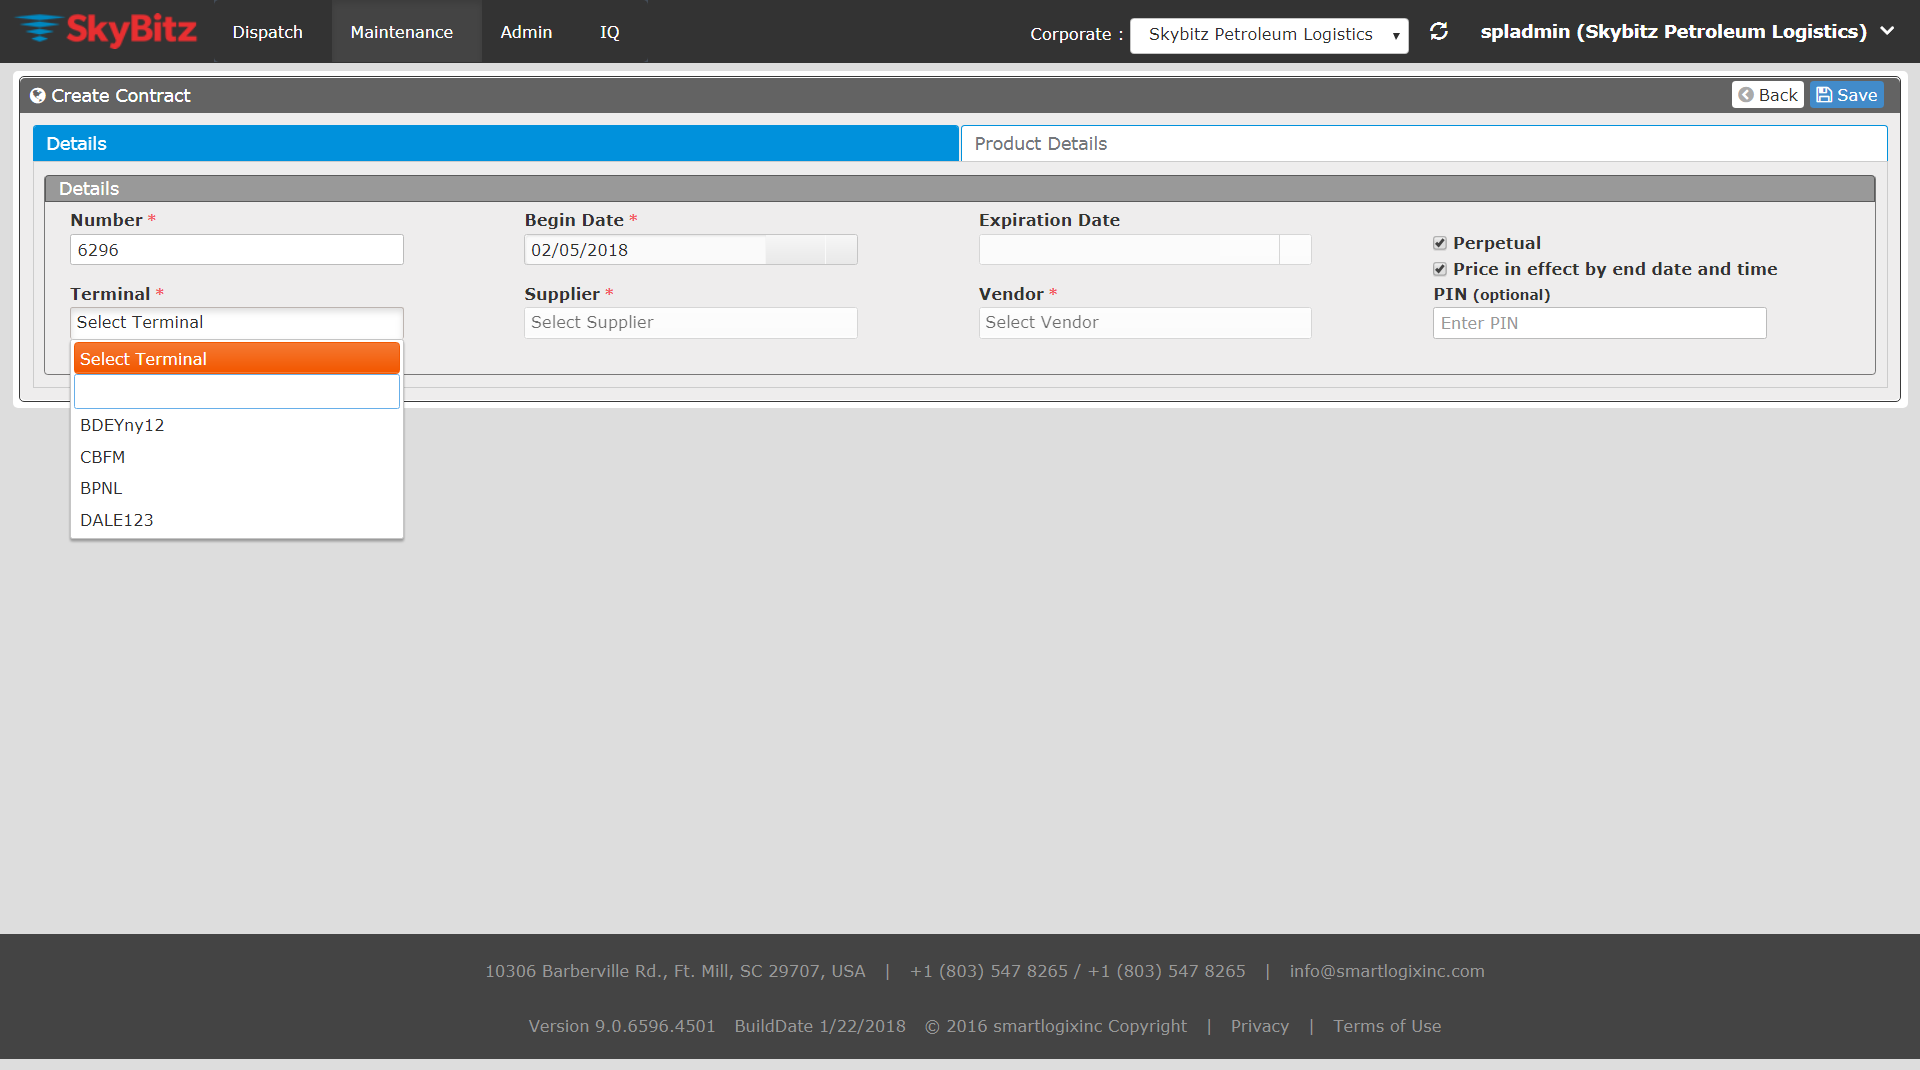 SkyBitz Dispatch Maintenance Admin IQ Corporate : Skybitz Petroleum Logistics spladmin (Skybitz Petroleum Logistics)
Create Contract Back Save
Details Product Details
Details
Number * Begin Date * Expiration Date
6296 02/05/2018
Perpetual
Price in effect by end date and time
Terminal * Supplier * Vendor * PIN (optional)
Select Terminal Select Supplier Select Vendor Enter PIN
Select Terminal
BDEYny12
CBFM
BPNL
DALE123
10306 Barberville Rd., Ft. Mill, SC 29707, USA | +1 (803) 547 8265 / +1 (803) 547 8265 | info@smartlogixinc.com
Version 9.0.6596.4501 BuildDate 1/22/2018 © 2016 smartlogixinc Copyright | Privacy | Terms of Use